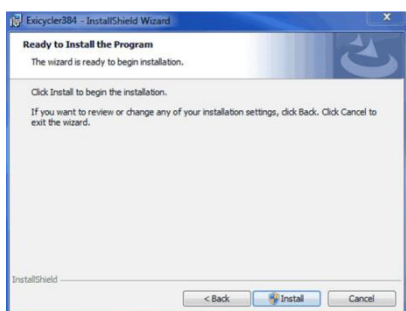 Exicycler384 - InstallShield Wizard
X
Ready to Install the Program
The wizard is ready to begin installation.
Click Install to begin the installation.
If you want to review or change any of your installation settings, click Back. Click Cancel to
exit the wizard.
InstallShield
< Back Install Cancel